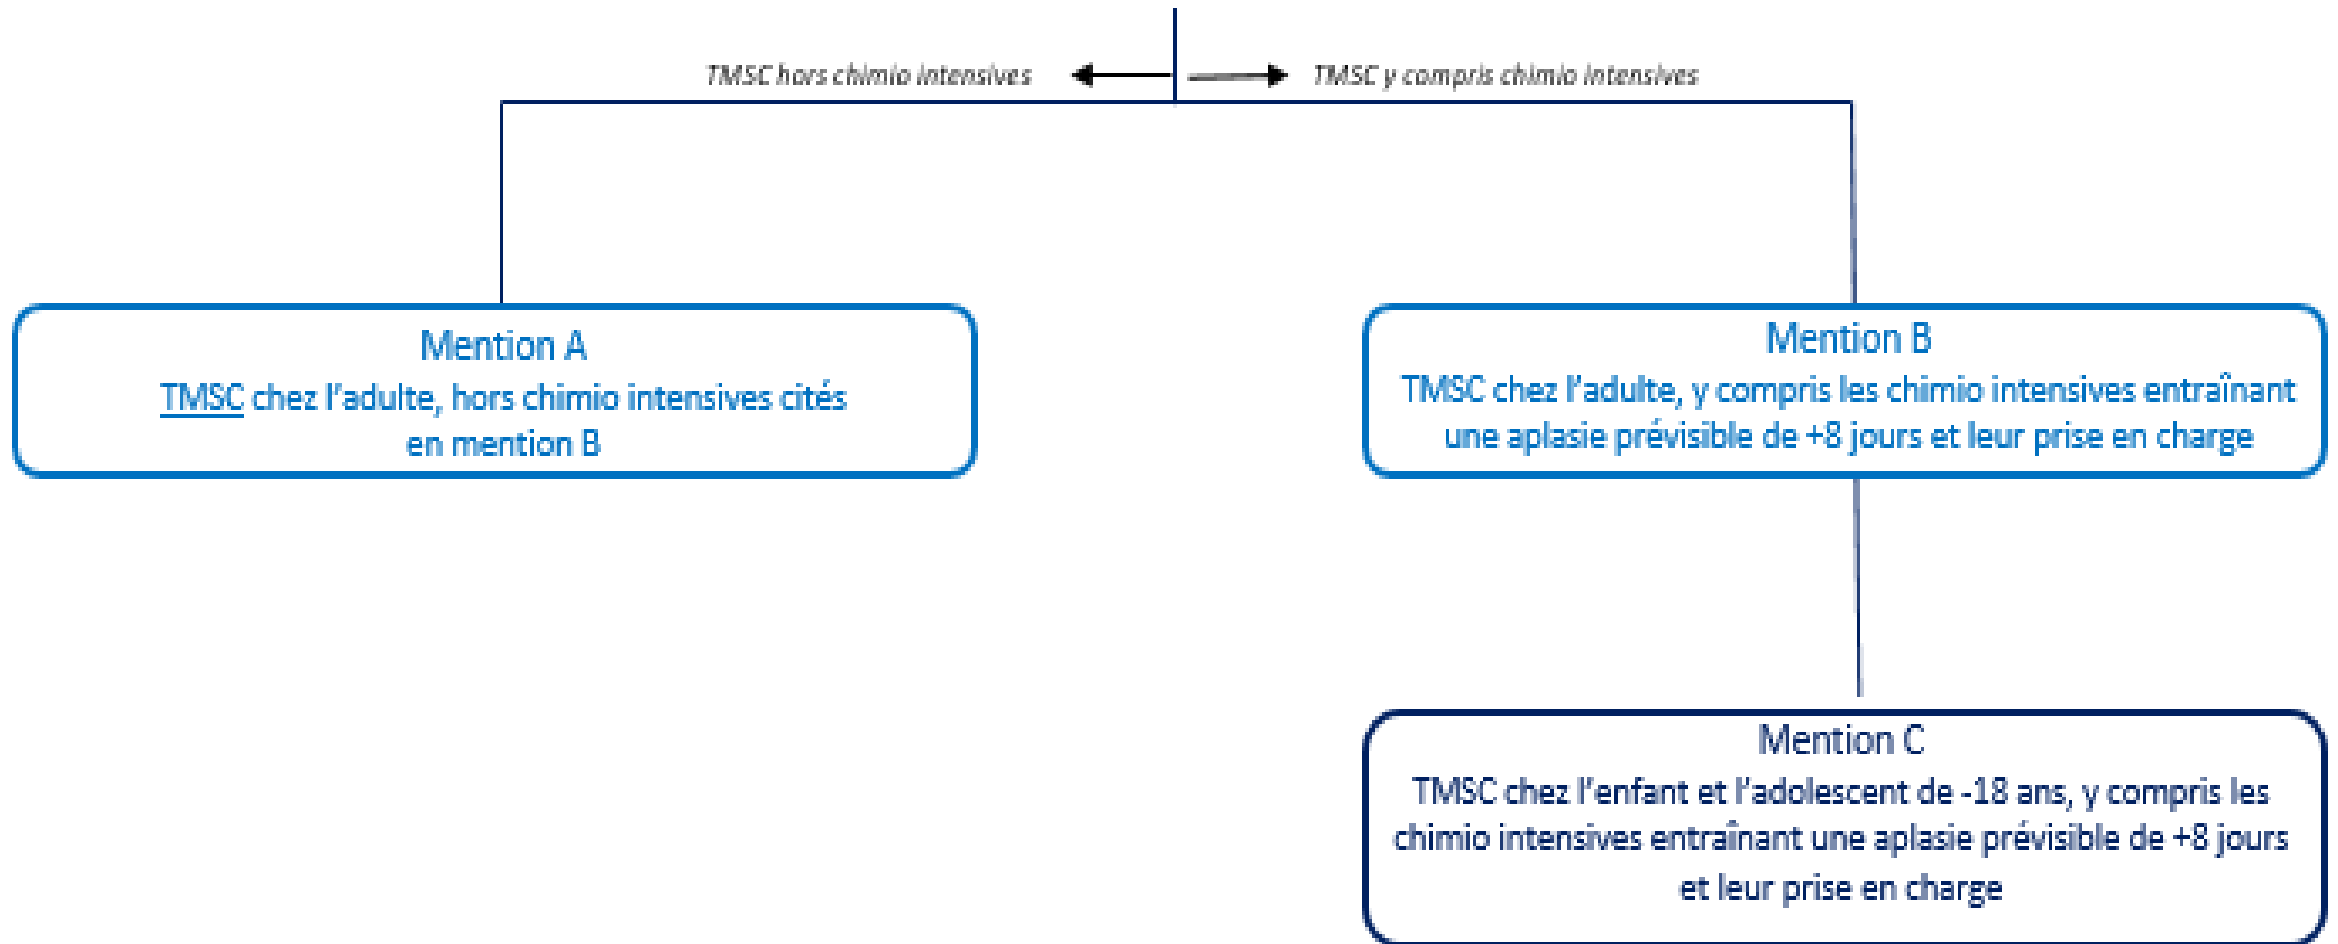 TMSC hors chimio intensives
TMSC y compris chimio intensives
Mention A
TMSC chez l'adulte, hors chimio intensives cités
en mention B
Mention B
TMSC chez l'adulte, y compris les chimio intensives entraînant
une aplasie prévisible de +8 jours et leur prise en charge
Mention C
TMSC chez l'enfant et l'adolescent de -18 ans, y compris les
chimio intensives entraînant une aplasie prévisible de +8 jours
et leur prise en charge